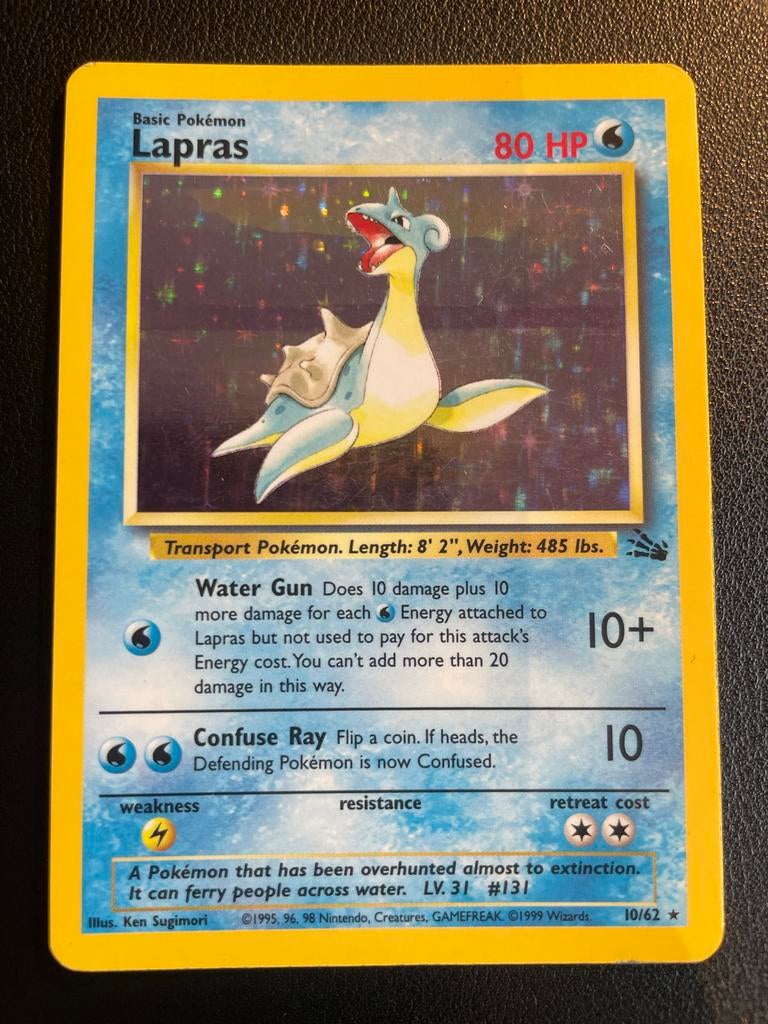 Basic Pokémon
Lapras
80 HP
Transport Pokémon. Length: 8' 2", Weight: 485 lbs.
Water Gun Does 10 damage plus 10
more damage for each Energy attached to
Lapras but not used to pay for this attack's
Energy cost. You can't add more than 20
damage in this way.
10+
Confuse Ray Flip a coin. If heads, the
Defending Pokémon is now Confused.
10
weakness resistance retreat cost
A Pokémon that has been overhunted almost to extinction.
It can ferry people across water. LV. 31 #131
Illus. Ken Sugimori ©1995, 96, 98 Nintendo, Creatures, GAMEFREAK. ©1999 Wizards. 10/62 ★